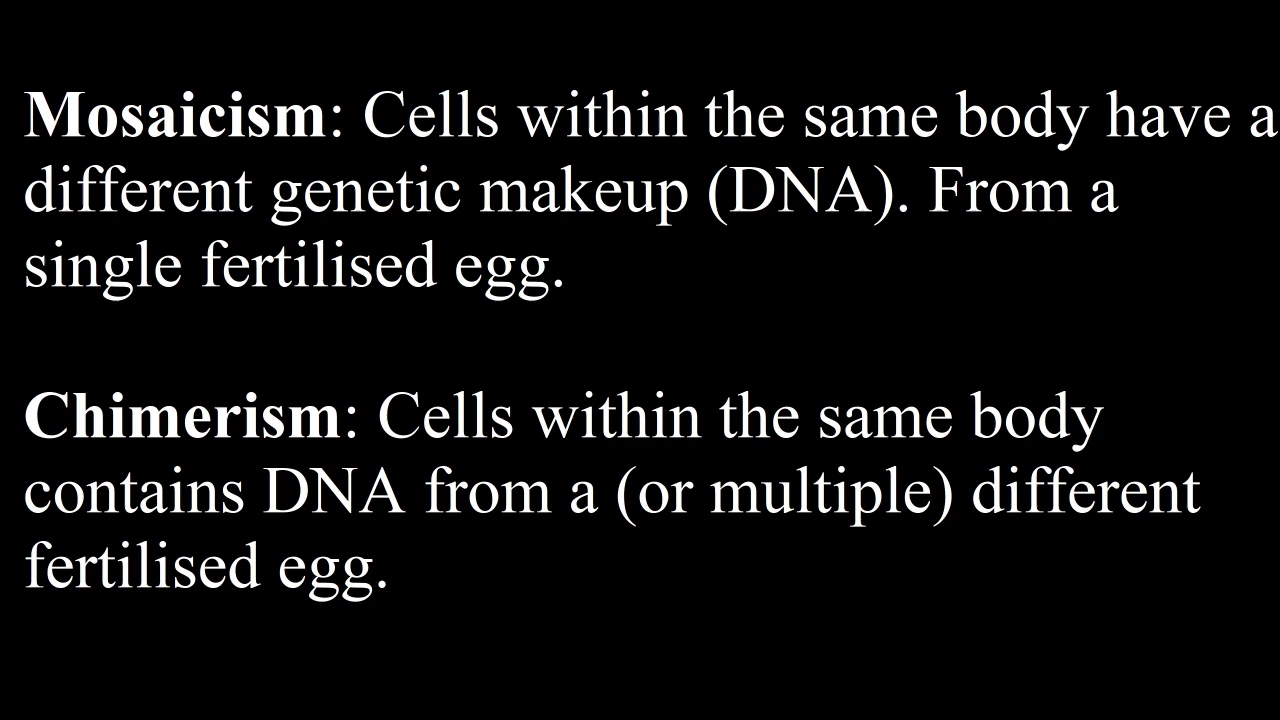 Mosaicism: Cells within the same body have a
different genetic makeup (DNA). From a
single fertilised egg.
Chimerism: Cells within the same body
contains DNA from a (or multiple) different
fertilised egg.